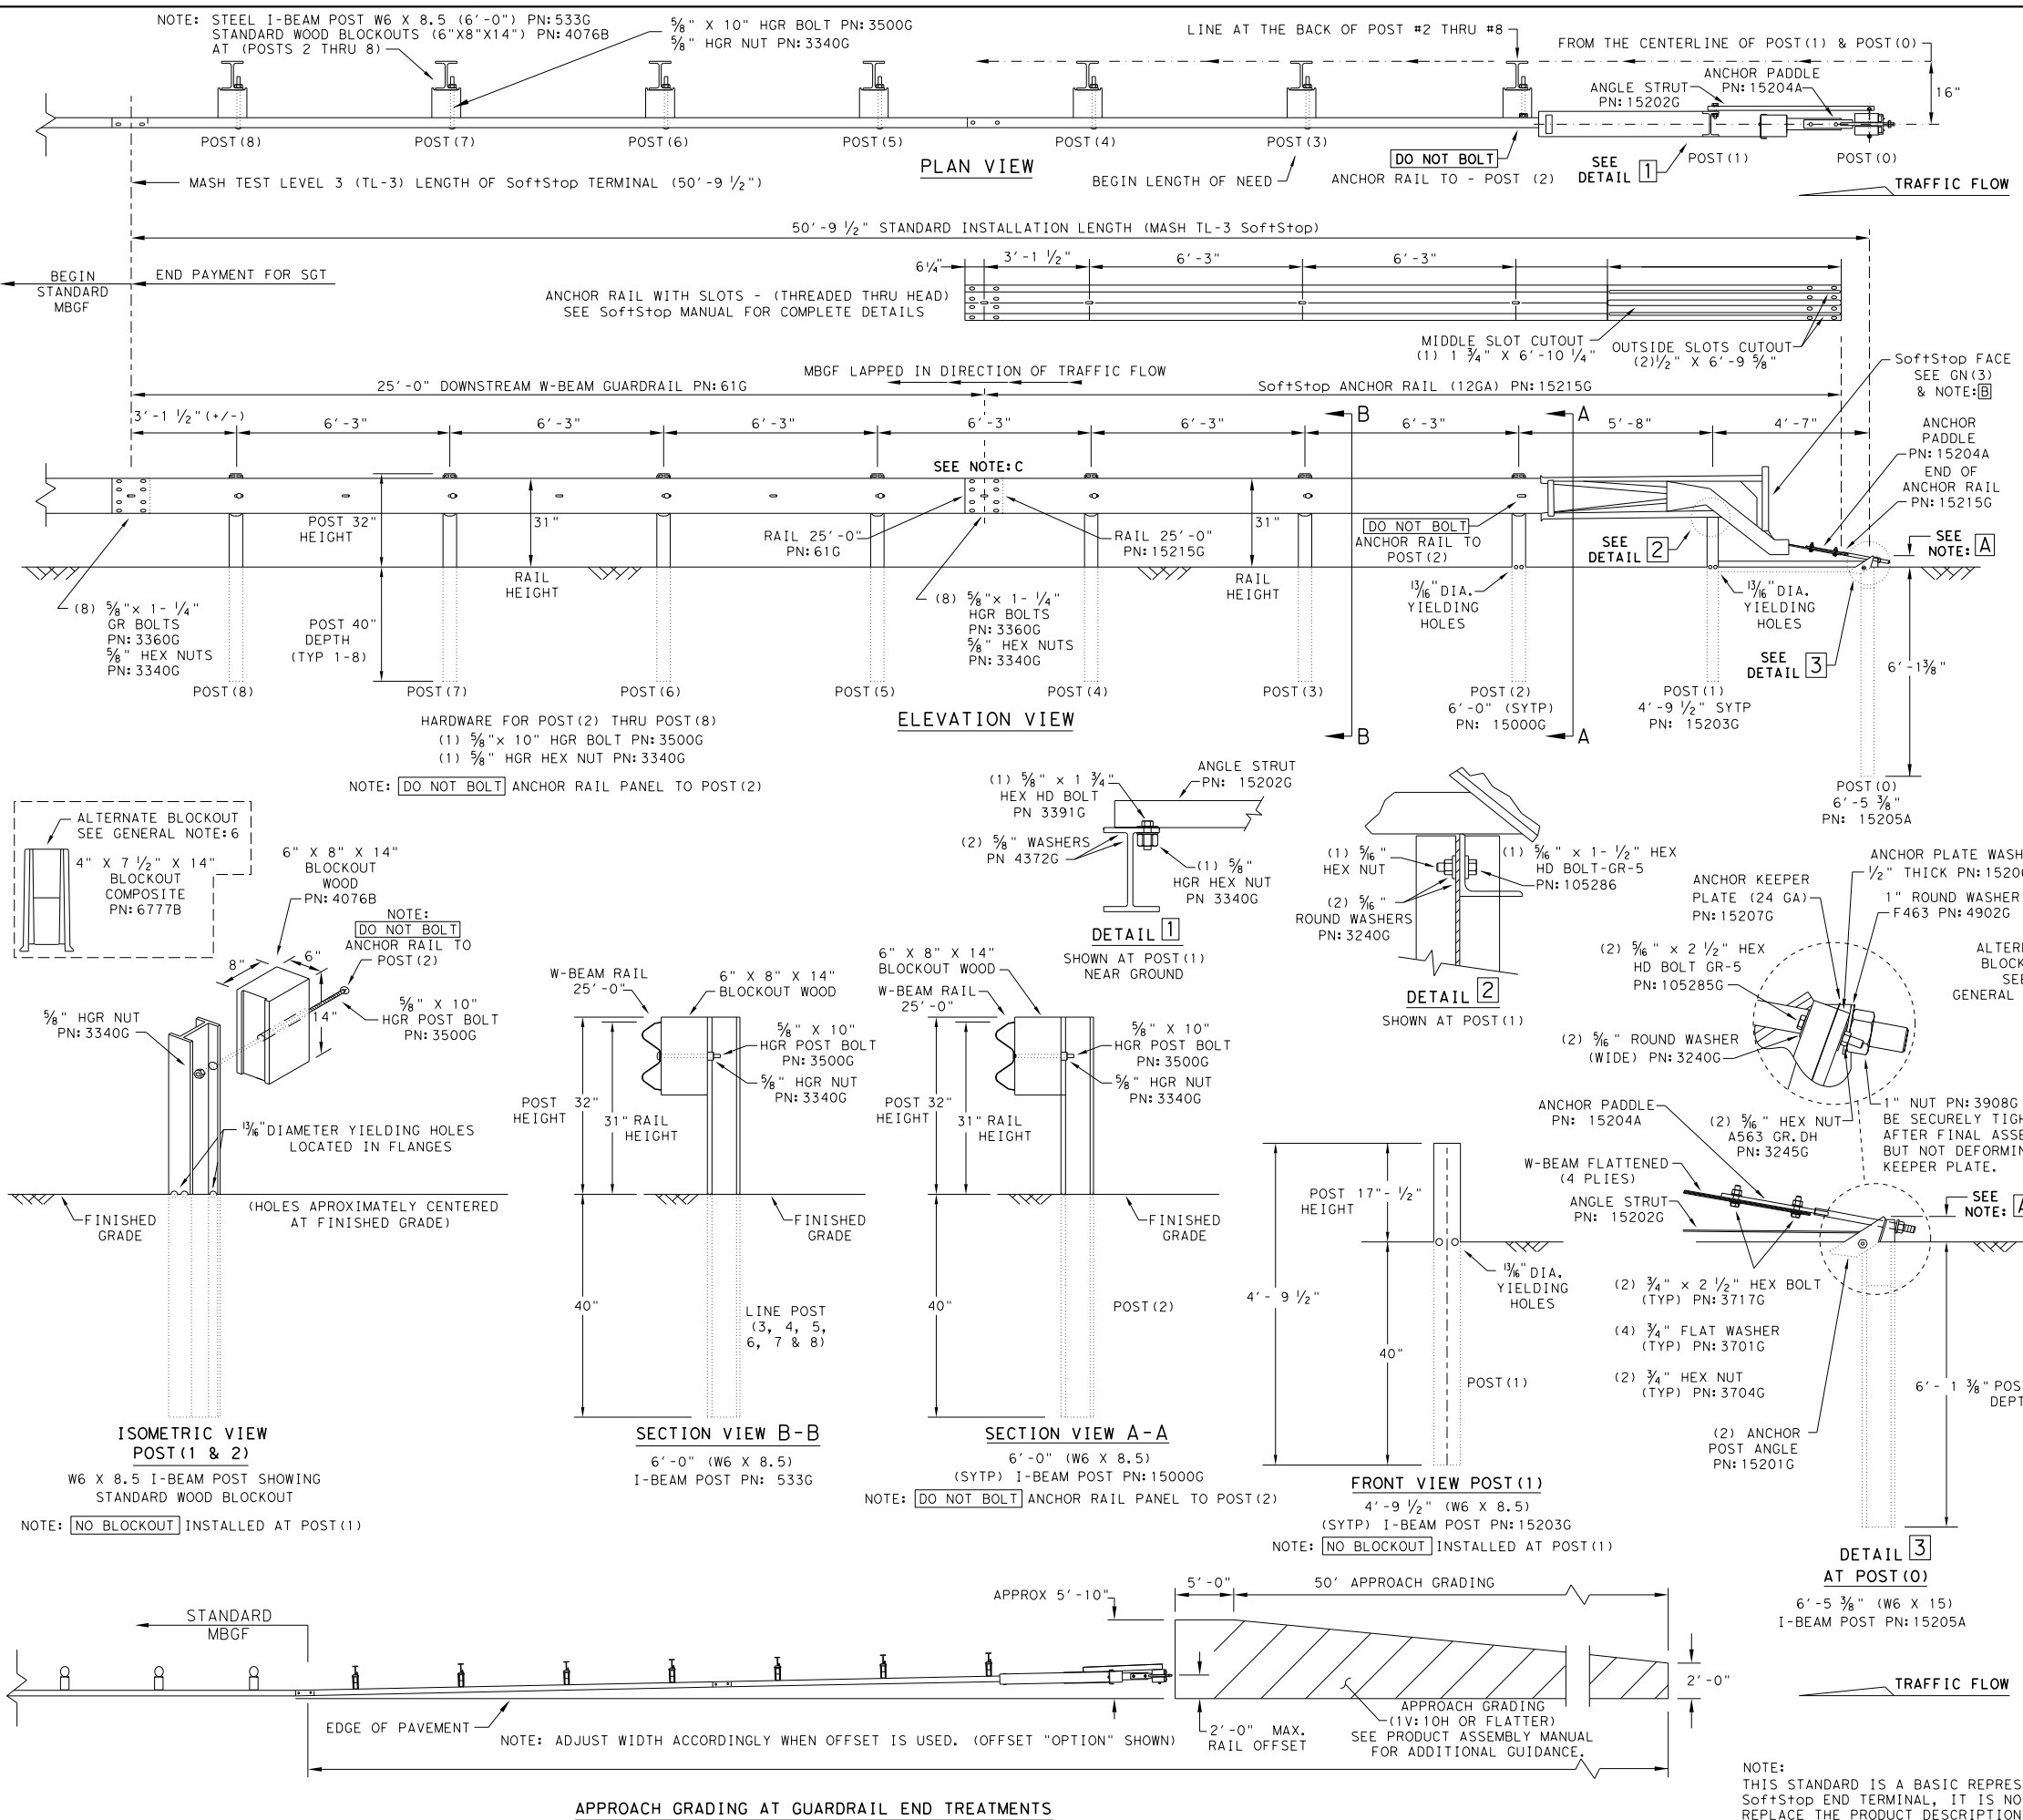 NOTE: STEEL I-BEAM POST W6 X 8.5 (6'-0") PN:533G
STANDARD WOOD BLOCKOUTS (6"X8"X14") PN:4076B
AT (POSTS 2 THRU 8)
5/8" X 10" HGR BOLT PN:3500G
5/8" HGR NUT PN:3340G
LINE AT THE BACK OF POST #2 THRU #8
FROM THE CENTERLINE OF POST(1) & POST(0)
ANCHOR PADDLE
PN:15204A
ANGLE STRUT
PN:15202G
16"
POST(8)
POST(7)
POST(6)
POST(5)
POST(4)
POST(3)
POST(1)
POST(0)
PLAN VIEW
BEGIN LENGTH OF NEED
DO NOT BOLT
ANCHOR RAIL TO - POST (2)
SEE
DETAIL 1
TRAFFIC FLOW
MASH TEST LEVEL 3 (TL-3) LENGTH OF SoftStop TERMINAL (50'-9 1/2")
50'-9 1/2" STANDARD INSTALLATION LENGTH (MASH TL-3 SoftStop)
BEGIN
STANDARD
MBGF
END PAYMENT FOR SGT
6 1/4"
3'-1 1/2"
6'-3"
6'-3"
ANCHOR RAIL WITH SLOTS - (THREADED THRU HEAD)
SEE SoftStop MANUAL FOR COMPLETE DETAILS
MIDDLE SLOT CUTOUT
(1) 1 3/4" X 6'-10 1/4"
OUTSIDE SLOTS CUTOUT
(2)1/2" X 6'-9 5/8"
SoftStop FACE
SEE GN(3)
& NOTE:B
MBGF LAPPED IN DIRECTION OF TRAFFIC FLOW
25'-0" DOWNSTREAM W-BEAM GUARDRAIL PN:61G
SoftStop ANCHOR RAIL (12GA) PN:15215G
3'-1 1/2"(+/-)
6'-3"
6'-3"
6'-3"
6'-3"
6'-3"
6'-3"
5'-8"
4'-7"
B
A
ANCHOR
PADDLE
PN:15204A
END OF
ANCHOR RAIL
PN:15215G
SEE NOTE:C
POST 32"
HEIGHT
31"
RAIL
HEIGHT
RAIL 25'-0"
PN:61G
RAIL 25'-0"
PN:15215G
31"
RAIL
HEIGHT
DO NOT BOLT
ANCHOR RAIL TO
POST(2)
SEE
DETAIL 2
SEE
NOTE: A
(8) 5/8"x 1- 1/4"
GR BOLTS
PN:3360G
5/8" HEX NUTS
PN:3340G
POST 40"
DEPTH
(TYP 1-8)
(8) 5/8"x 1- 1/4"
HGR BOLTS
PN:3360G
5/8" HEX NUTS
PN:3340G
13/16" DIA.
YIELDING
HOLES
13/16" DIA.
YIELDING
HOLES
SEE
DETAIL 3
6'-1 3/8"
POST(8)
POST(7)
POST(6)
POST(5)
POST(4)
POST(3)
POST(2)
6'-0" (SYTP)
PN: 15000G
POST(1)
4'-9 1/2" SYTP
PN: 15203G
ELEVATION VIEW
B
A
HARDWARE FOR POST(2) THRU POST(8)
(1) 5/8"x 10" HGR BOLT PN:3500G
(1) 5/8" HGR HEX NUT PN:3340G
NOTE: DO NOT BOLT ANCHOR RAIL PANEL TO POST(2)
POST(0)
6'-5 3/8"
PN: 15205A
ALTERNATE BLOCKOUT
SEE GENERAL NOTE:6
4" X 7 1/2" X 14"
BLOCKOUT
COMPOSITE
PN:6777B
6" X 8" X 14"
BLOCKOUT
WOOD
PN:4076B
NOTE:
DO NOT BOLT
ANCHOR RAIL TO
POST(2)
8"
6"
14"
5/8" X 10"
HGR POST BOLT
PN:3500G
5/8" HGR NUT
PN:3340G
13/16"DIAMETER YIELDING HOLES
LOCATED IN FLANGES
(HOLES APROXIMATELY CENTERED
AT FINISHED GRADE)
FINISHED
GRADE
ISOMETRIC VIEW
POST(1 & 2)
W6 X 8.5 I-BEAM POST SHOWING
STANDARD WOOD BLOCKOUT
NOTE: NO BLOCKOUT INSTALLED AT POST(1)
(1) 5/8" x 1 3/4"
HEX HD BOLT
PN 3391G
ANGLE STRUT
PN: 15202G
(2) 5/8" WASHERS
PN 4372G
(1) 5/8"
HGR HEX NUT
PN 3340G
DETAIL 1
SHOWN AT POST(1)
NEAR GROUND
(1) 5/16"
HEX NUT
(1) 5/16" x 1- 1/2" HEX
HD BOLT-GR-5
PN:105286
(2) 5/16"
ROUND WASHERS
PN:3240G
DETAIL 2
SHOWN AT POST(1)
ANCHOR PLATE
1/2" THICK
ANCHOR KEEPER
PLATE (24 GA)
PN:15207G
1" ROUND WASHER
F463 PN:4902G
(2) 5/16" x 2 1/2" HEX
HD BOLT GR-5
PN:105285G
(2) 5/16" ROUND WASHER
(WIDE) PN:3240G
SEE
GENERAL
1" NUT PN:3908G
BE SECURELY
AFTER FINAL
BUT NOT
KEEPER PLATE.
(2) 5/16" HEX NUT
A563 GR.DH
PN:3245G
W-BEAM RAIL
25'-0"
6" X 8" X 14"
BLOCKOUT WOOD
5/8" X 10"
HGR POST BOLT
PN:3500G
5/8" HGR NUT
PN:3340G
POST 32"
HEIGHT
31" RAIL
HEIGHT
FINISHED
GRADE
40"
LINE POST
(3, 4, 5,
6, 7 & 8)
SECTION VIEW B-B
6'-0" (W6 X 8.5)
I-BEAM POST PN: 533G
6" X 8" X 14"
BLOCKOUT WOOD
W-BEAM RAIL
25'-0"
5/8" X 10"
HGR POST BOLT
PN:3500G
5/8" HGR NUT
PN:3340G
POST 32"
HEIGHT
31" RAIL
HEIGHT
FINISHED
GRADE
40"
POST(2)
SECTION VIEW A-A
6'-0" (W6 X 8.5)
(SYTP) I-BEAM POST PN:15000G
NOTE: DO NOT BOLT ANCHOR RAIL PANEL TO POST(2)
POST 17"- 1/2"
HEIGHT
4'- 9 1/2"
13/16" DIA.
YIELDING
HOLES
40"
POST(1)
FRONT VIEW POST(1)
4'-9 1/2" (W6 X 8.5)
(SYTP) I-BEAM POST PN:15203G
NOTE: NO BLOCKOUT INSTALLED AT POST(1)
ANCHOR PADDLE
PN: 15204A
W-BEAM FLATTENED
(4 PLIES)
ANGLE STRUT
PN: 15202G
SEE
NOTE:
(2) 3/4" x 2 1/2" HEX BOLT
(TYP) PN:3717G
(4) 3/4" FLAT WASHER
(TYP) PN:3701G
(2) 3/4" HEX NUT
(TYP) PN:3704G
6'- 1 3/8"
(2) ANCHOR
POST ANGLE
PN:15201G
DETAIL 3
AT POST(0)
6'-5 3/8" (W6 X 15)
I-BEAM POST PN:15205A
STANDARD
MBGF
APPROX 5'-10"
5'-0"
50' APPROACH GRADING
2'-0"
TRAFFIC FLOW
EDGE OF PAVEMENT
NOTE: ADJUST WIDTH ACCORDINGLY WHEN OFFSET IS USED. (OFFSET "OPTION" SHOWN)
2'-0" MAX.
RAIL OFFSET
APPROACH GRADING
(1V:10H OR FLATTER)
SEE PRODUCT ASSEMBLY MANUAL
FOR ADDITIONAL GUIDANCE.
APPROACH GRADING AT GUARDRAIL END TREATMENTS
NOTE:
THIS STANDARD IS A BASIC
SoftStop END TERMINAL, IT IS
REPLACE THE PRODUCT DESCRIPTION